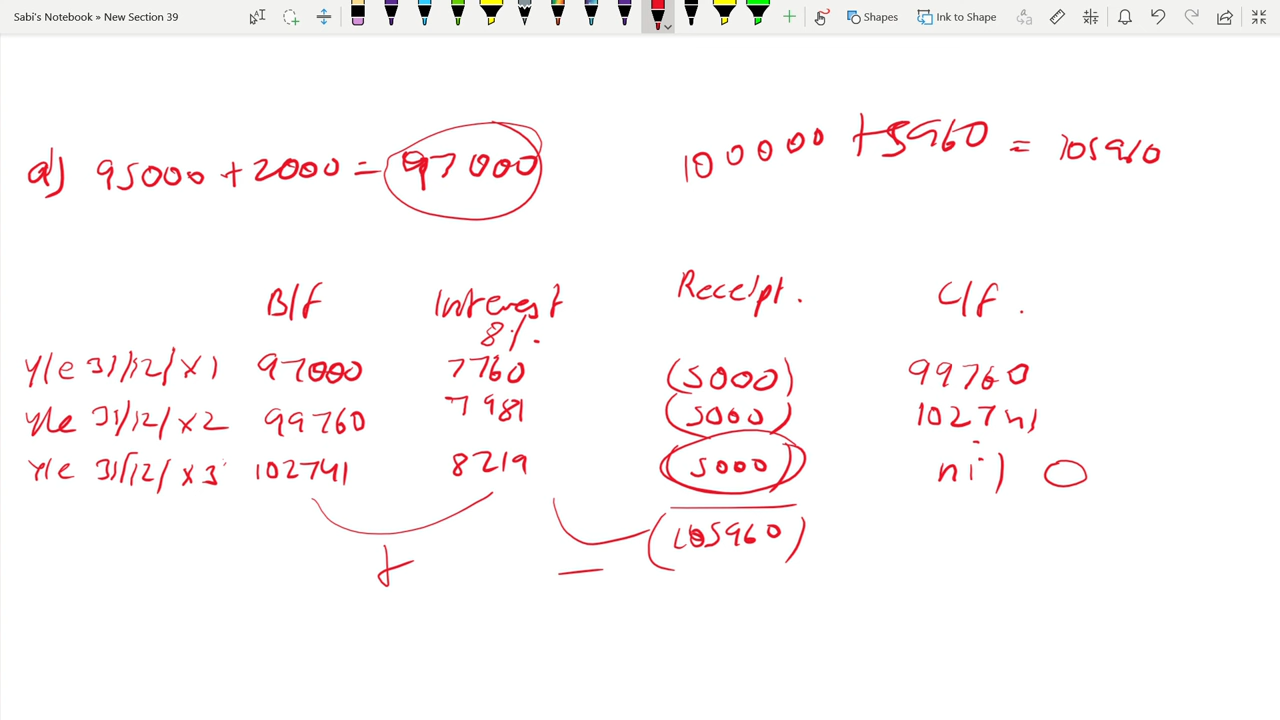 Sabi's Notebook » New Section 39
Shapes Ink to Shape
a) 95000 + 2000 = 97000
100000 + 5960 = 105960
B/f Interest Receipt. C/f.
8%.
Y/e 31/12/X1 97000 7760 (5000) 99760
Y/e 31/12/X2 99760 7981 (5000) 102741
Y/e 31/12/X3 102741 8219 (5000) nil 0
(105960)
+ —